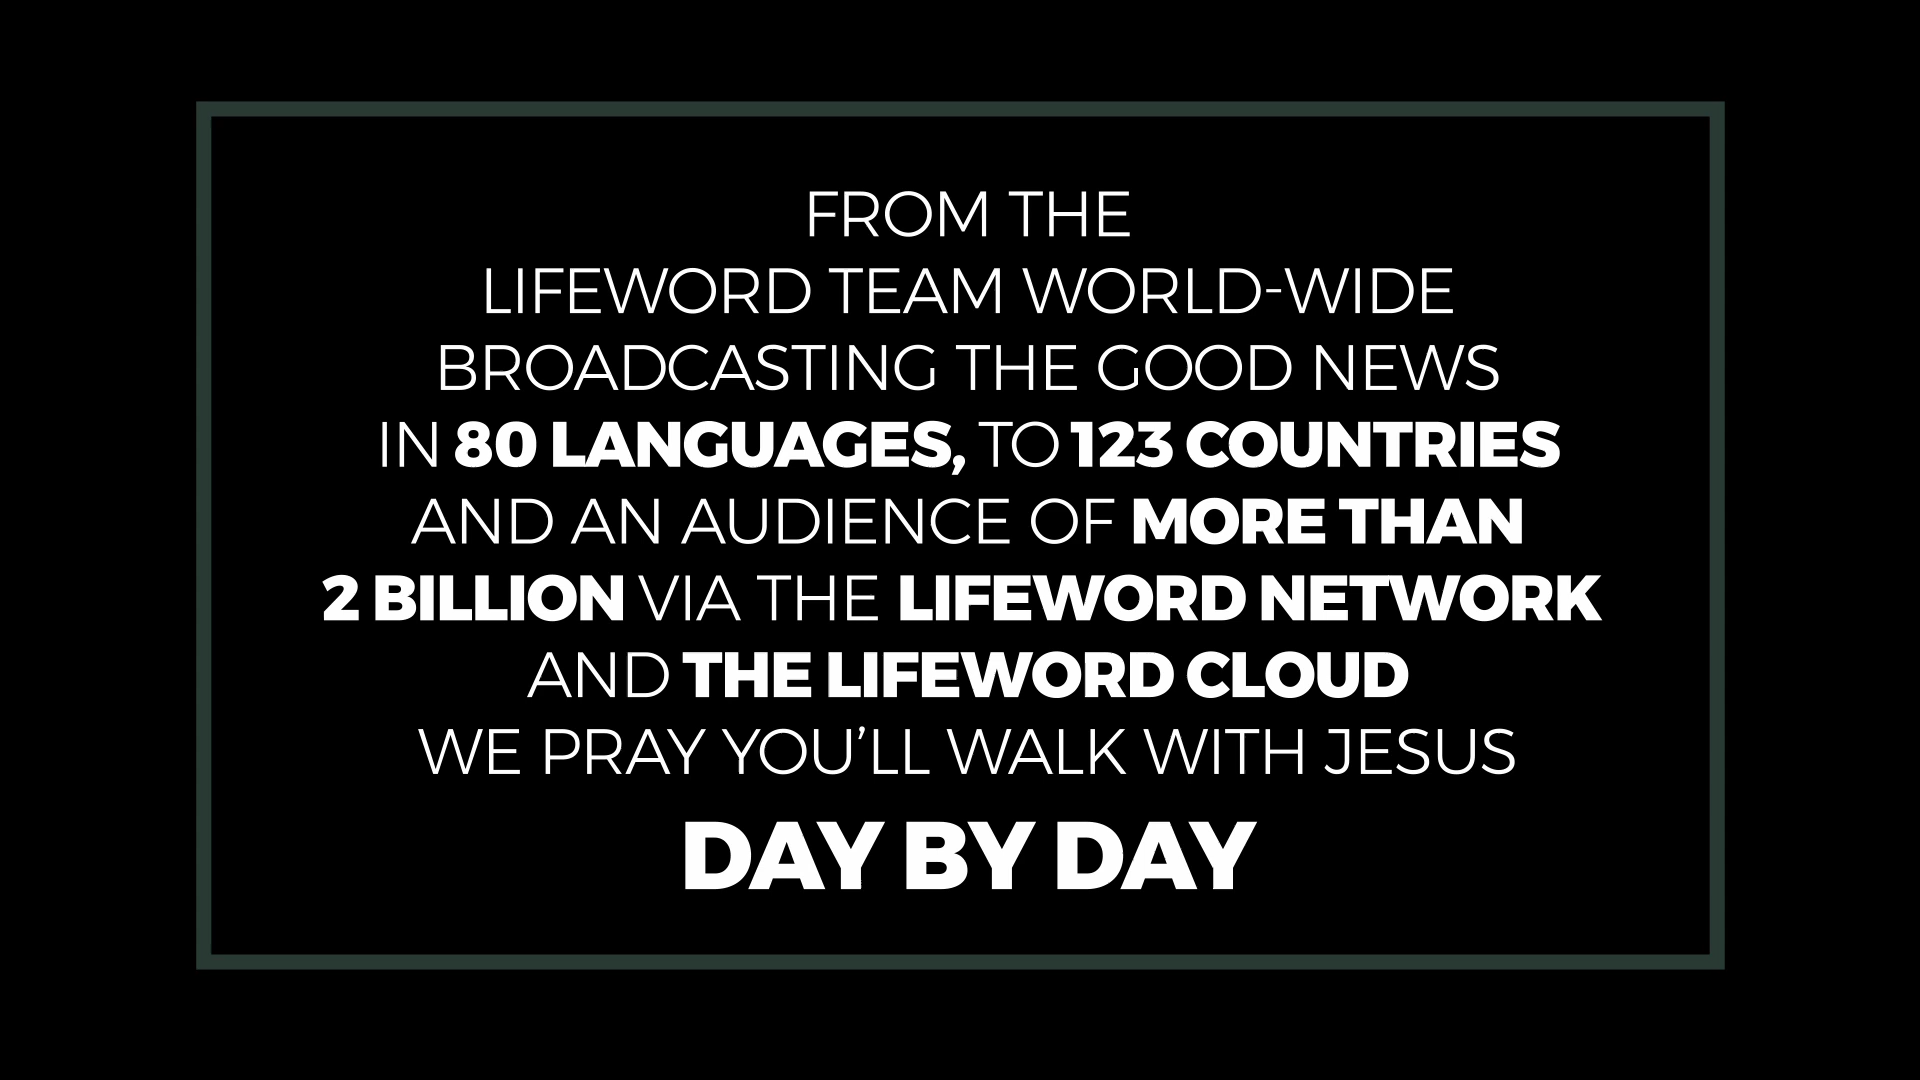 FROM THE
LIFEWORD TEAM WORLD-WIDE
BROADCASTING THE GOOD NEWS
IN 80 LANGUAGES, TO 123 COUNTRIES
AND AN AUDIENCE OF MORE THAN
2 BILLION VIA THE LIFEWORD NETWORK
AND THE LIFEWORD CLOUD
WE PRAY YOU’LL WALK WITH JESUS
DAY BY DAY